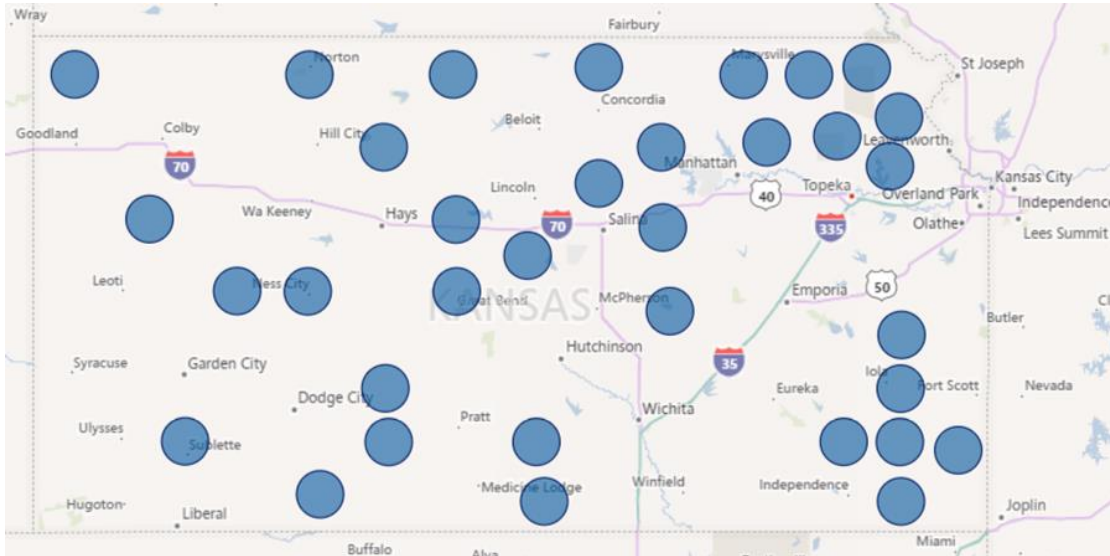 Wray
Fairbury
Norton
Marysville
St Joseph
Concordia
Goodland
Colby
Hill City
Beloit
Leavenworth
70
Manhattan
Kansas City
Lincoln
40
Topeka
Overland Park
Independence
Wa Keeney
Hays
70
Salina
335
Olathe
Lees Summit
Leoti
Ness City
Great Bend
KANSAS
McPherson
Emporia
50
Butler
Hutchinson
Syracuse
Garden City
35
Iola
Fort Scott
Nevada
Eureka
Dodge City
Pratt
Wichita
Ulysses
Sublette
Medicine Lodge
Winfield
Independence
Hugoton
Liberal
Joplin
Miami
Buffalo
Alva